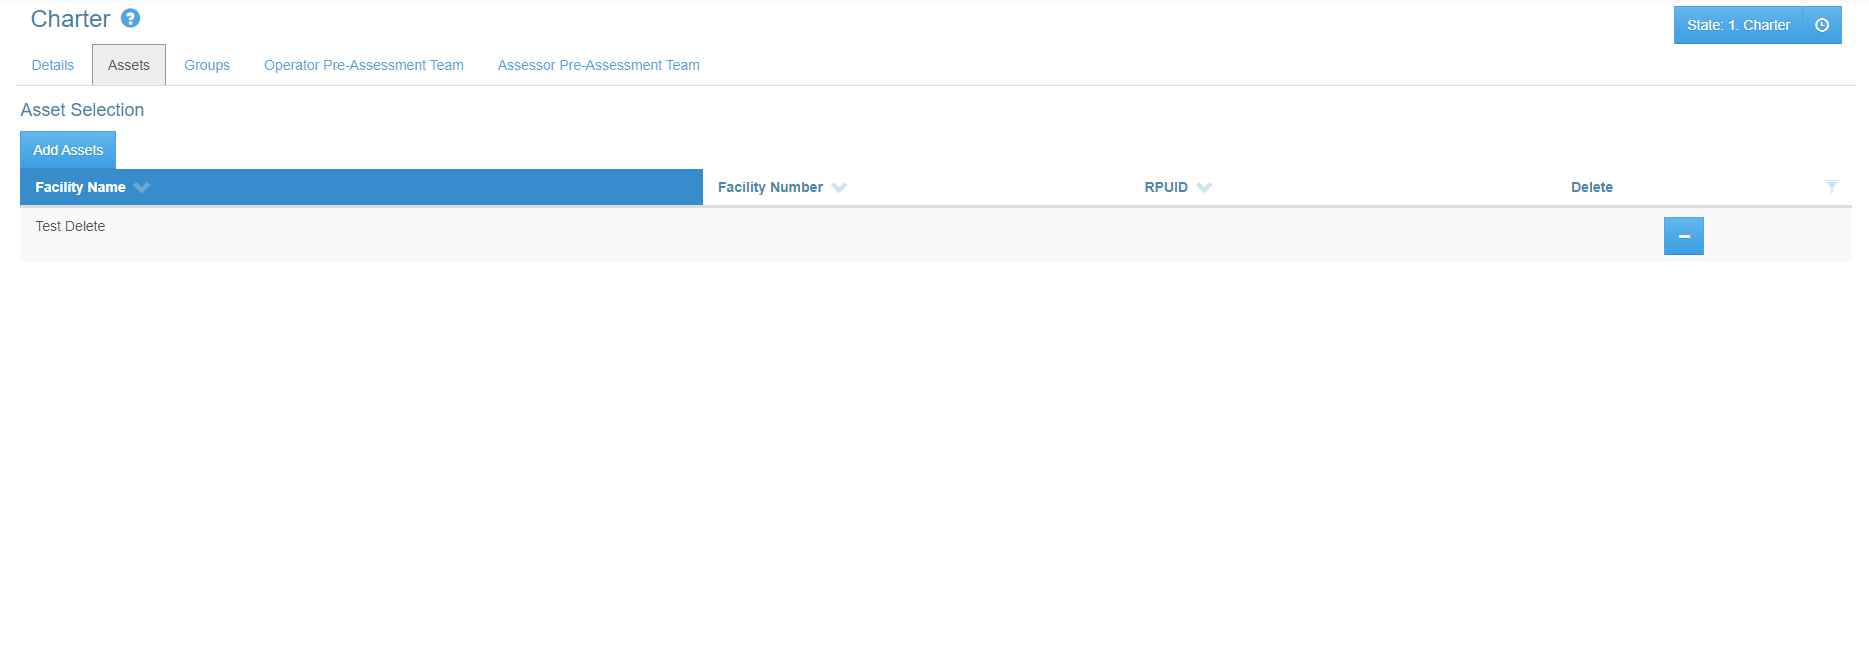 Charter ?
State: 1. Charter
Details Assets Groups Operator Pre-Assessment Team Assessor Pre-Assessment Team
Asset Selection
Add Assets
Facility Name Facility Number RPUID Delete
Test Delete